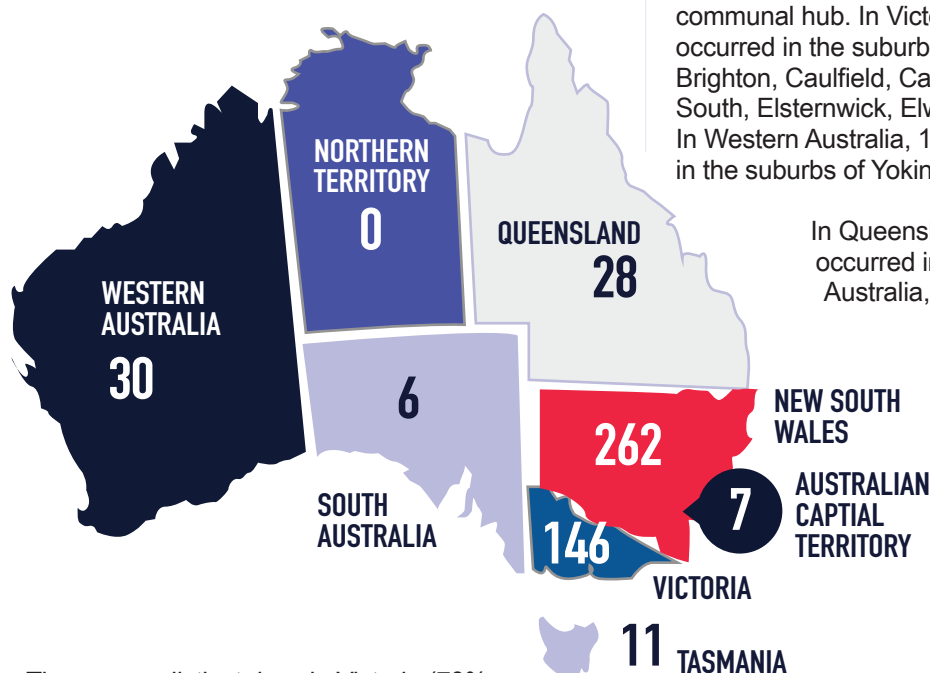 communal hub. In Victo
occurred in the suburb
Brighton, Caulfield, Ca
South, Elsternwick, Elw
In Western Australia, 1
in the suburbs of Yokin
In Queens
occurred in
Australia,
NORTHERN
TERRITORY
0
QUEENSLAND
28
WESTERN
AUSTRALIA
30
6
SOUTH
AUSTRALIA
262
NEW SOUTH
WALES
7
AUSTRALIAN
CAPTIAL
TERRITORY
146
VICTORIA
11
TASMANIA